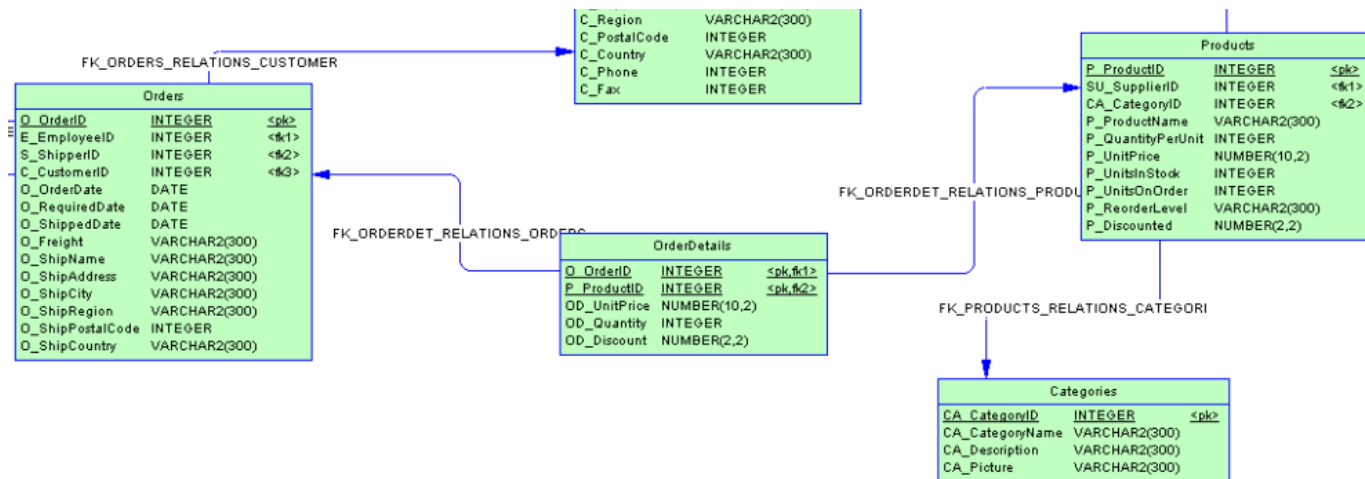 C_Region VARCHAR2(300)
C_PostalCode INTEGER
C_Country VARCHAR2(300)
C_Phone INTEGER
C_Fax INTEGER
FK_ORDERS_RELATIONS_CUSTOMER
Orders
O_OrderID INTEGER <pk>
E_EmployeeID INTEGER <fk1>
S_ShipperID INTEGER <fk2>
C_CustomerID INTEGER <fk3>
O_OrderDate DATE
O_RequiredDate DATE
O_ShippedDate DATE
O_Freight VARCHAR2(300)
O_ShipName VARCHAR2(300)
O_ShipAddress VARCHAR2(300)
O_ShipCity VARCHAR2(300)
O_ShipRegion VARCHAR2(300)
O_ShipPostalCode INTEGER
O_ShipCountry VARCHAR2(300)
FK_ORDERDET_RELATIONS_ORDERS
OrderDetails
O_OrderID INTEGER <pk,fk1>
P_ProductID INTEGER <pk,fk2>
OD_UnitPrice NUMBER(10,2)
OD_Quantity INTEGER
OD_Discount NUMBER(2,2)
FK_ORDERDET_RELATIONS_PRODU
Products
P_ProductID INTEGER <pk>
SU_SupplierID INTEGER <fk1>
CA_CategoryID INTEGER <fk2>
P_ProductName VARCHAR2(300)
P_QuantityPerUnit INTEGER
P_UnitPrice NUMBER(10,2)
P_UnitsInStock INTEGER
P_UnitsOnOrder INTEGER
P_ReorderLevel VARCHAR2(300)
P_Discounted NUMBER(2,2)
FK_PRODUCTS_RELATIONS_CATEGORI
Categories
CA_CategoryID INTEGER <pk>
CA_CategoryName VARCHAR2(300)
CA_Description VARCHAR2(300)
CA_Picture VARCHAR2(300)